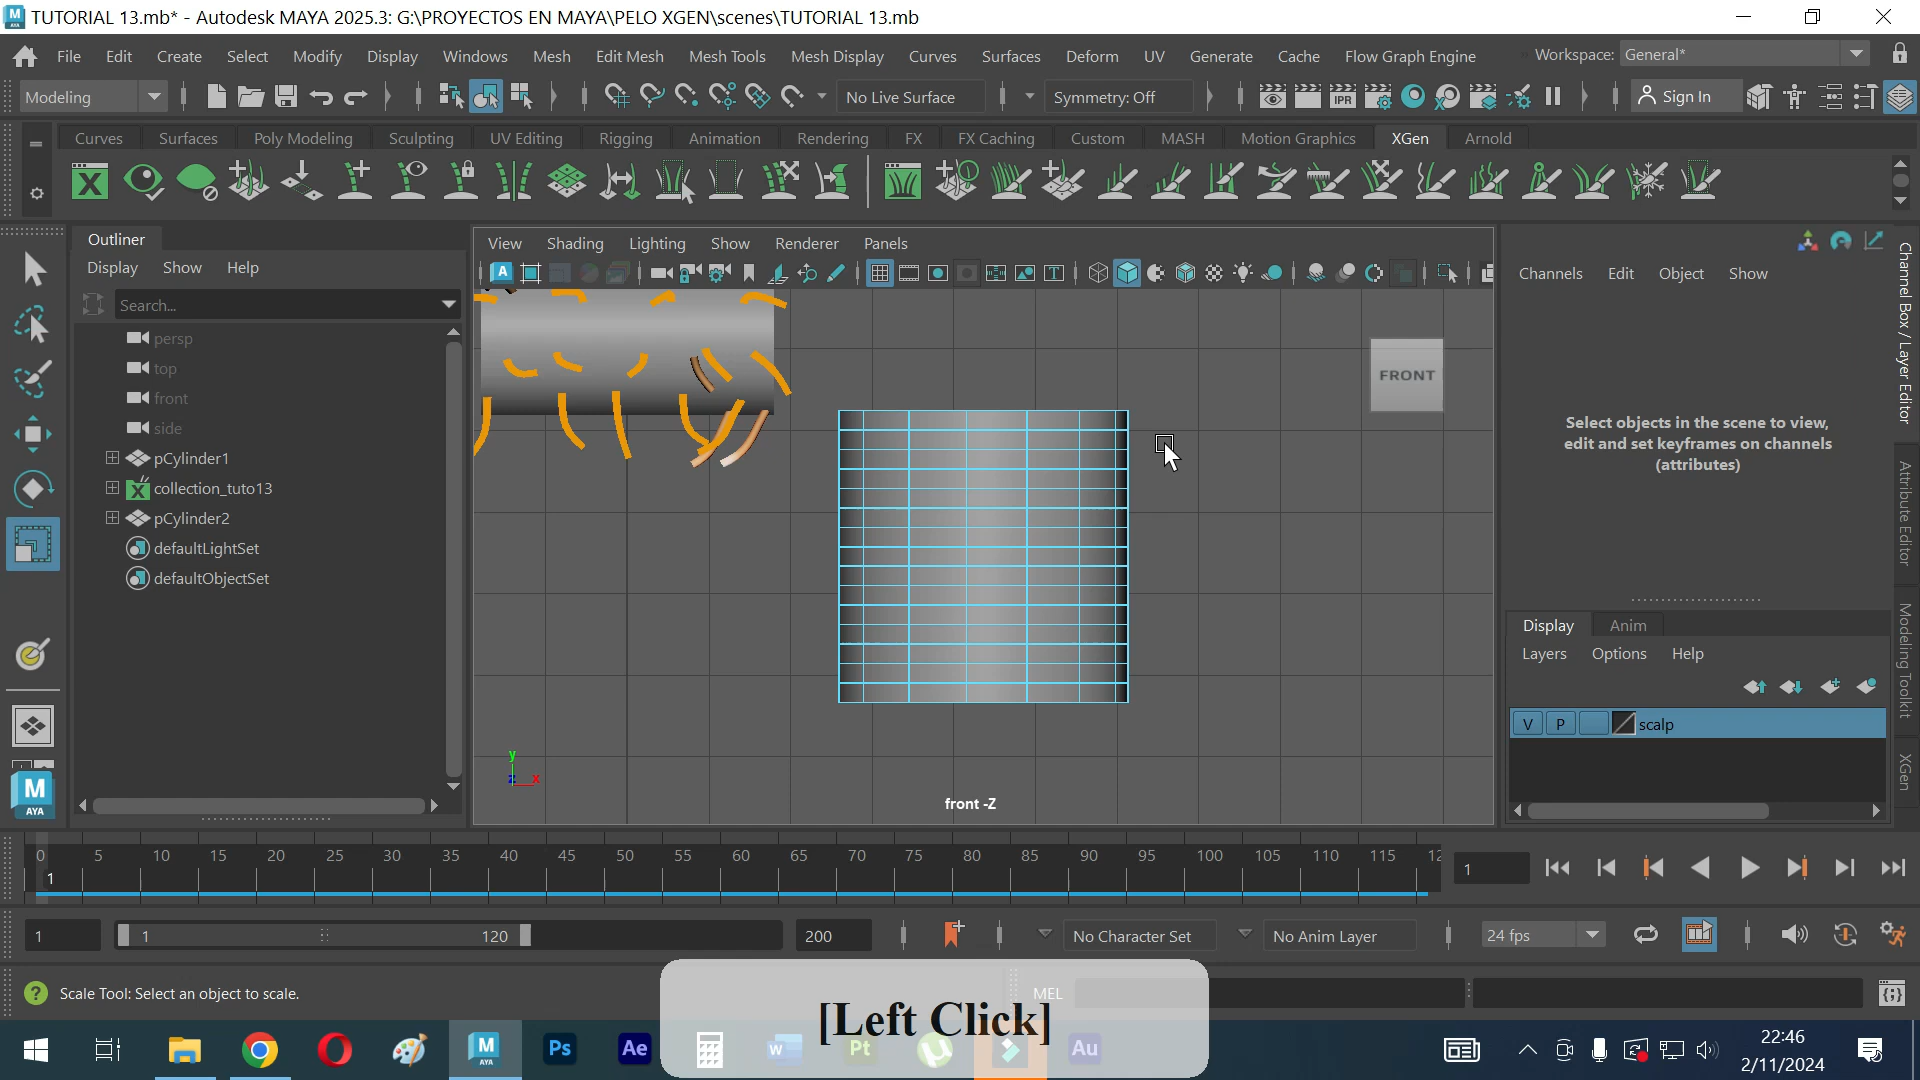 TUTORIAL 13.mb* - Autodesk MAYA 2025.3: G:\PROYECTOS EN MAYA\PELO XGEN\scenes\TUTORIAL 13.mb
File Edit Create Select Modify Display Windows Mesh Edit Mesh Mesh Tools Mesh Display Curves Surfaces Deform UV Generate Cache Flow Graph Engine Workspace: General*
Modeling No Live Surface Symmetry: Off IPR Sign In
Curves Surfaces Poly Modeling Sculpting UV Editing Rigging Animation Rendering FX FX Caching Custom MASH Motion Graphics XGen Arnold
Outliner
Display Show Help
Search...
persp
top
front
side
pCylinder1
collection_tuto13
pCylinder2
defaultLightSet
defaultObjectSet
View Shading Lighting Show Renderer Panels
FRONT
y
z x
front -Z
Channels Edit Object Show
Select objects in the scene to view,
edit and set keyframes on channels
(attributes)
Display Anim
Layers Options Help
V P scalp
Channel Box / Layer Editor
Attribute Editor
Modeling Toolkit
XGen
M
AYA
0 5 10 15 20 25 30 35 40 45 50 55 60 65 70 75 80 85 90 95 100 105 110 115 12
1
1
1 1 120 200 No Character Set No Anim Layer 24 fps
Scale Tool: Select an object to scale.
MEL
[Left Click]
M
AYA
Ps Ae W Pt Au
22:46
2/11/2024